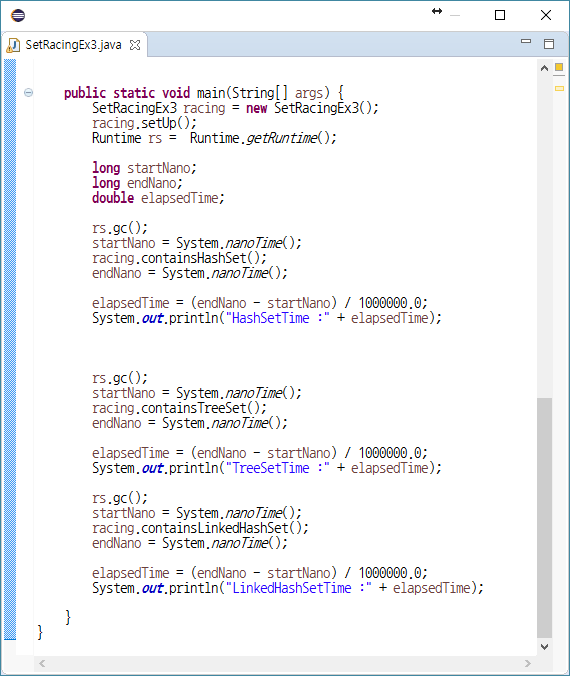 SetRacingEx3.java
public static void main(String[] args) {
SetRacingEx3 racing = new SetRacingEx3();
racing.setUp();
Runtime rs =  Runtime.getRuntime();
long startNano;
long endNano;
double elapsedTime;
rs.gc();
startNano = System.nanoTime();
racing.containsHashSet();
endNano = System.nanoTime();
elapsedTime = (endNano - startNano) / 1000000.0;
System.out.println("HashSetTime :" + elapsedTime);
rs.gc();
startNano = System.nanoTime();
racing.containsTreeSet();
endNano = System.nanoTime();
elapsedTime = (endNano - startNano) / 1000000.0;
System.out.println("TreeSetTime :" + elapsedTime);
rs.gc();
startNano = System.nanoTime();
racing.containsLinkedHashSet();
endNano = System.nanoTime();
elapsedTime = (endNano - startNano) / 1000000.0;
System.out.println("LinkedHashSetTime :" + elapsedTime);
}
}